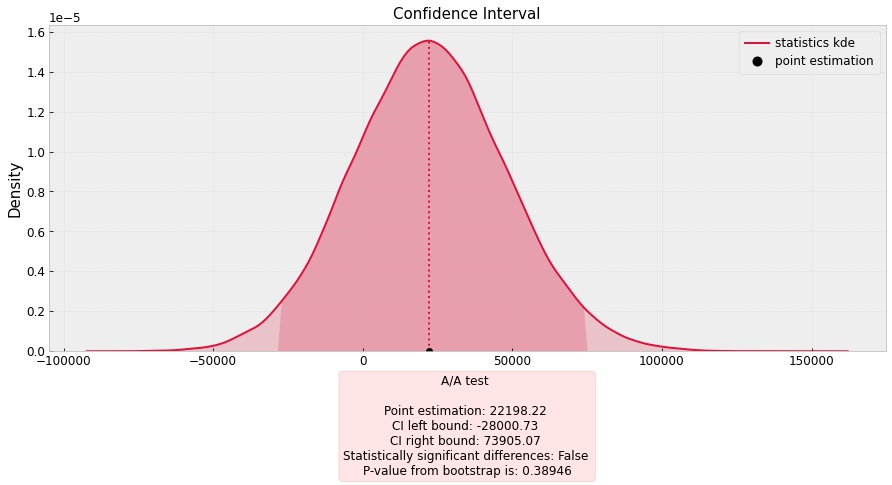 Confidence Interval
1e−5
statistics kde
point estimation
Density
1.6
1.4
1.2
1.0
0.8
0.6
0.4
0.2
0.0
−100000 −50000 0 50000 100000 150000
A/A test
Point estimation: 22198.22
CI left bound: -28000.73
CI right bound: 73905.07
Statistically significant differences: False
P-value from bootstrap is: 0.38946